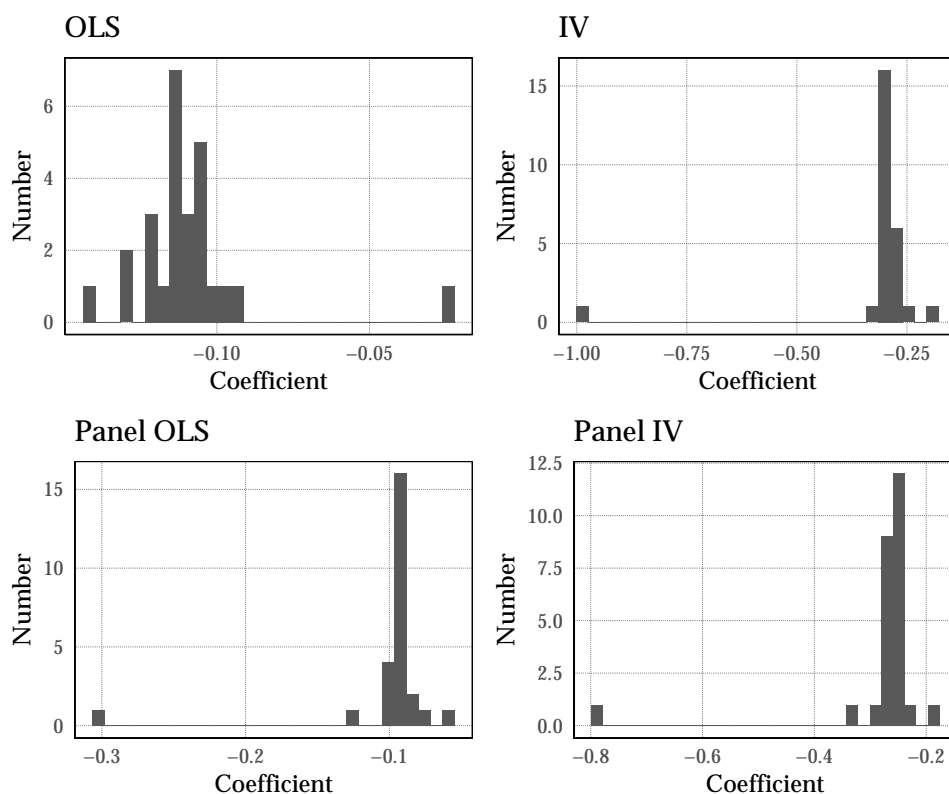 OLS
Number
6
4
2
0
−0.10 −0.05
Coefficient
IV
Number
15
10
5
0
−1.00 −0.75 −0.50 −0.25
Coefficient
Panel OLS
Number
15
10
5
0
−0.3 −0.2 −0.1
Coefficient
Panel IV
Number
12.5
10.0
7.5
5.0
2.5
0.0
−0.8 −0.6 −0.4 −0.2
Coefficient